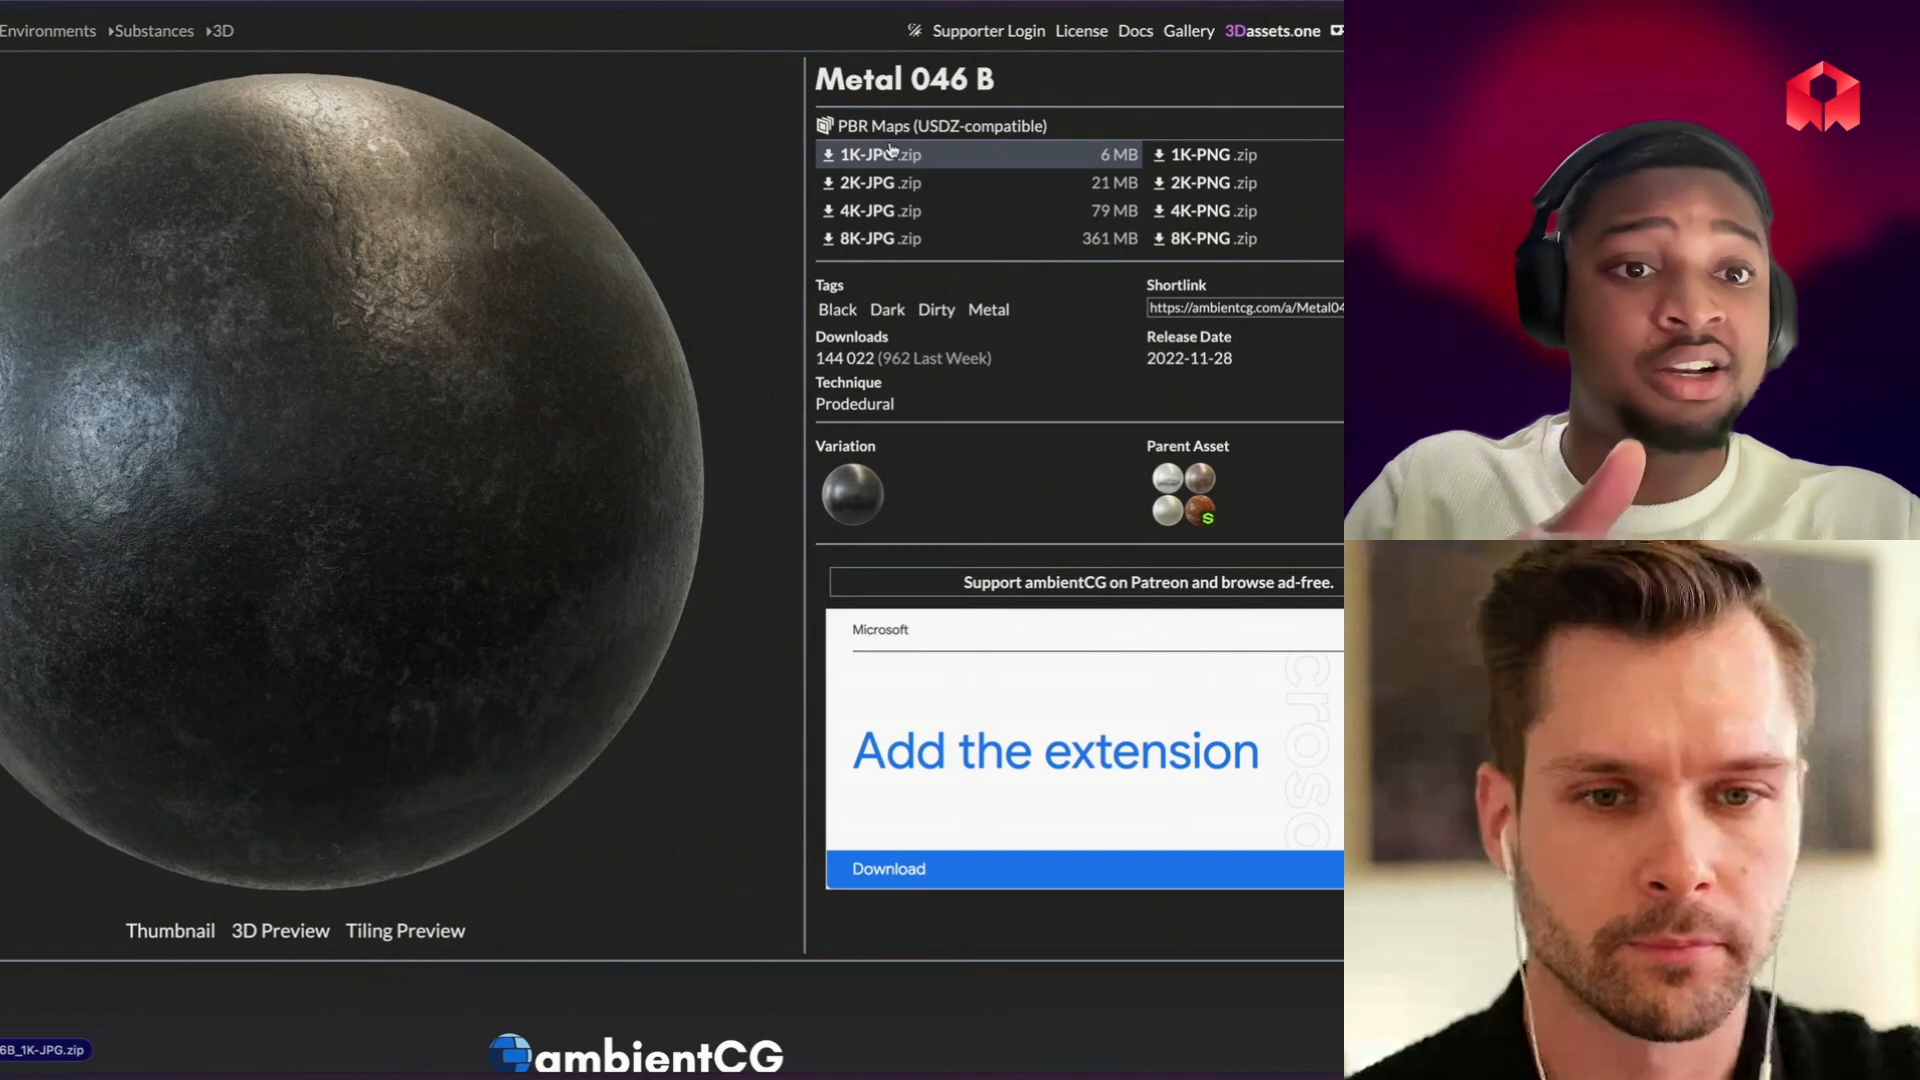 Environments Substances 3D
Supporter Login License Docs Gallery 3Dassets.one
Metal 046 B
PBR Maps (USDZ-compatible)
1K-JPG.zip 6 MB 1K-PNG.zip
2K-JPG.zip 21 MB 2K-PNG.zip
4K-JPG.zip 79 MB 4K-PNG.zip
8K-JPG.zip 361 MB 8K-PNG.zip
Tags
Shortlink
Black Dark Dirty Metal
https://ambientcg.com/a/Metal04
Downloads
Release Date
144 022 (962 Last Week)
2022-11-28
Technique
Prodedural
Variation
Parent Asset
Support ambientCG on Patreon and browse ad-free.
Microsoft
croso
Add the extension
Download
Thumbnail 3D Preview Tiling Preview
6B_1K-JPG.zip
ambientCG